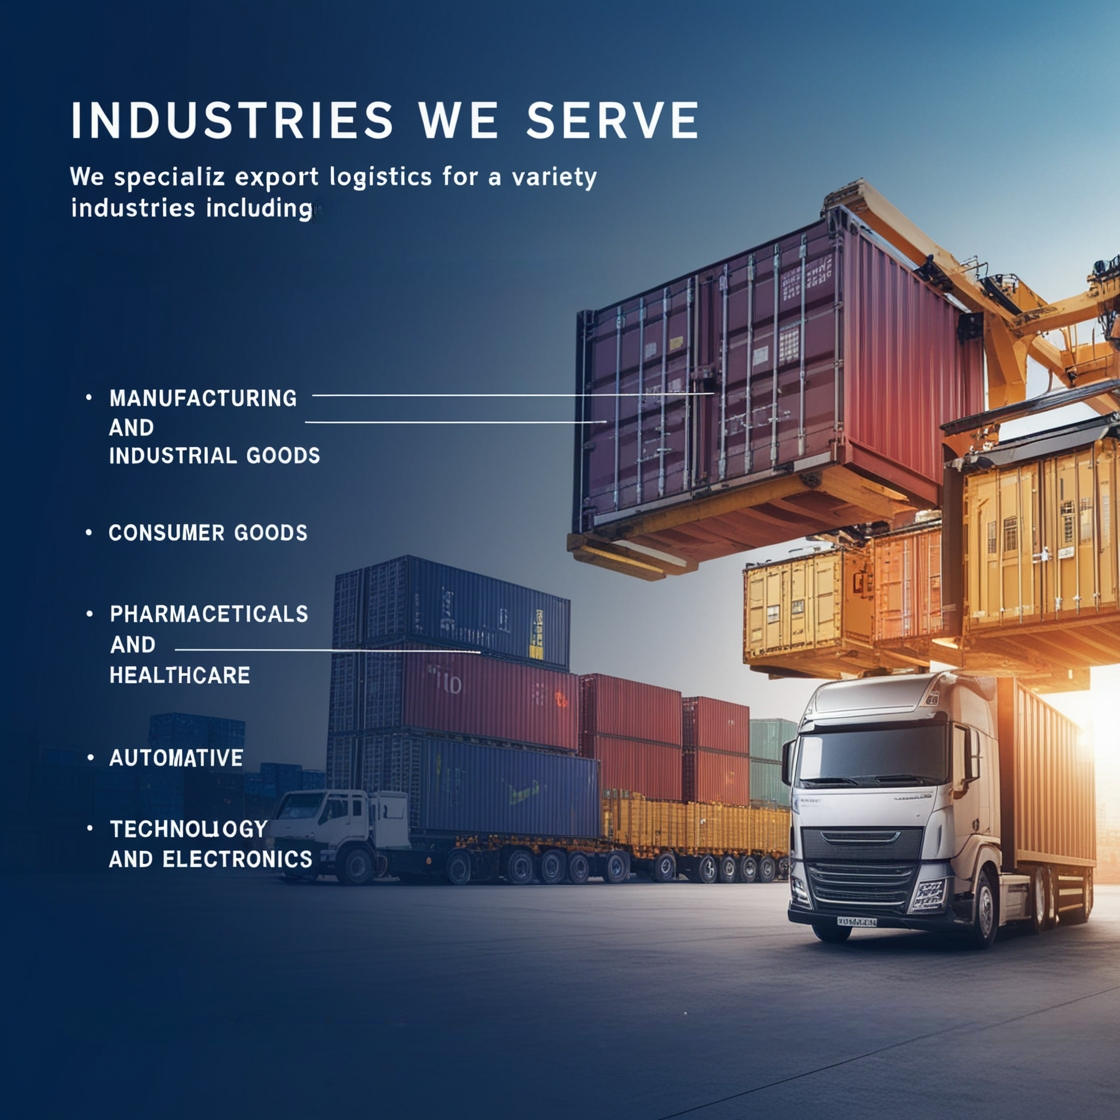 INDUSTRIES WE SERVE
We specializ export logistics for a variety
industries including
• MANUFACTURING
AND
INDUSTRIAL GOODS
• CONSUMER GOODS
• PHARMACETICALS
AND
HEALTHCARE
• AUTOMATIVE
• TECHNOLUOGY
AND ELECTRONICS